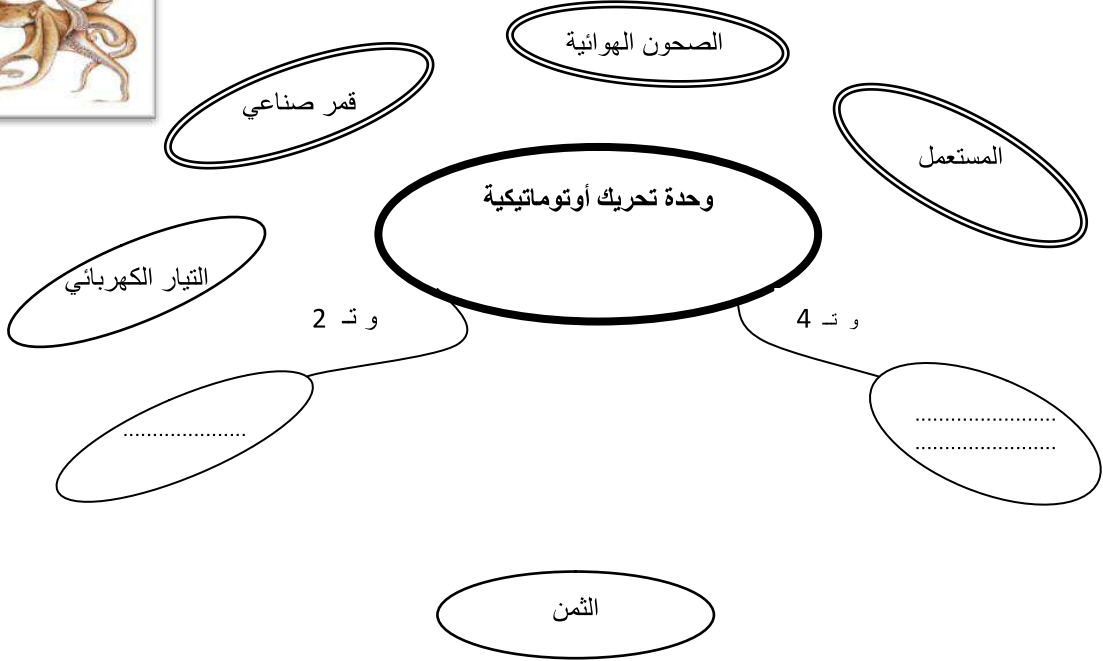 الصحون الهوائية
قمر صناعي
المستعمل
وحدة تحريك أوتوماتيكية
التيار الكهربائي
و تـ 4
و تـ 2
........................
........................
.....................
الثمن